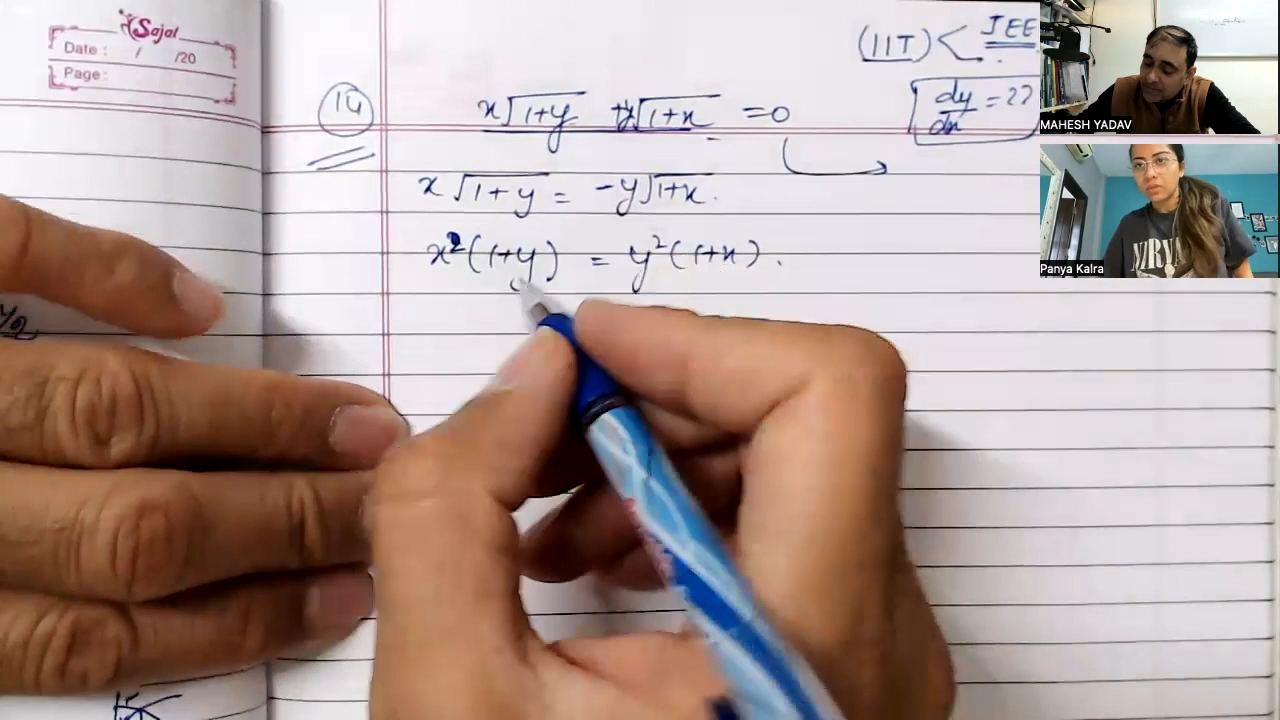 Sajal
Date : / /20
Page:
(IIT) < JEE
14
x√1+y +y√1+x =0
dy/dx = ??
x√1+y = -y√1+x.
x²(1+y) = y²(1+x).
MAHESH YADAV
Panya Kalra
NIRV